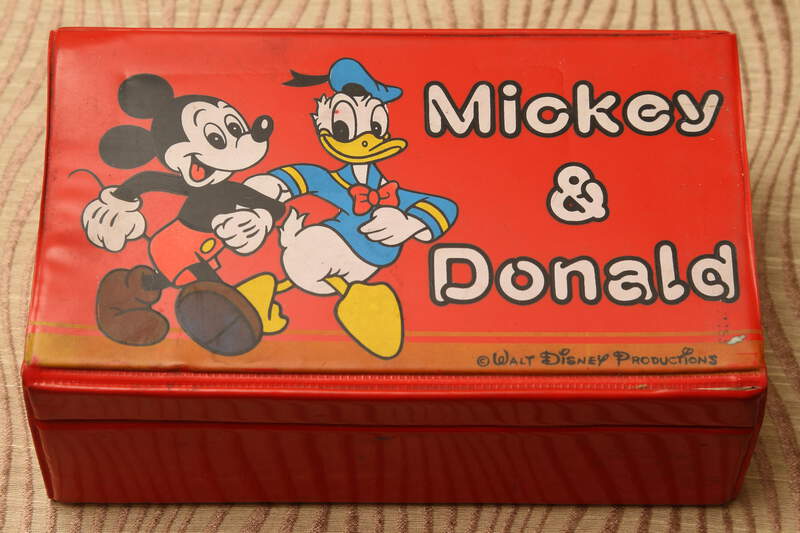 Mickey
&
Donald
© WALT DISNEY PRODUCTIONS